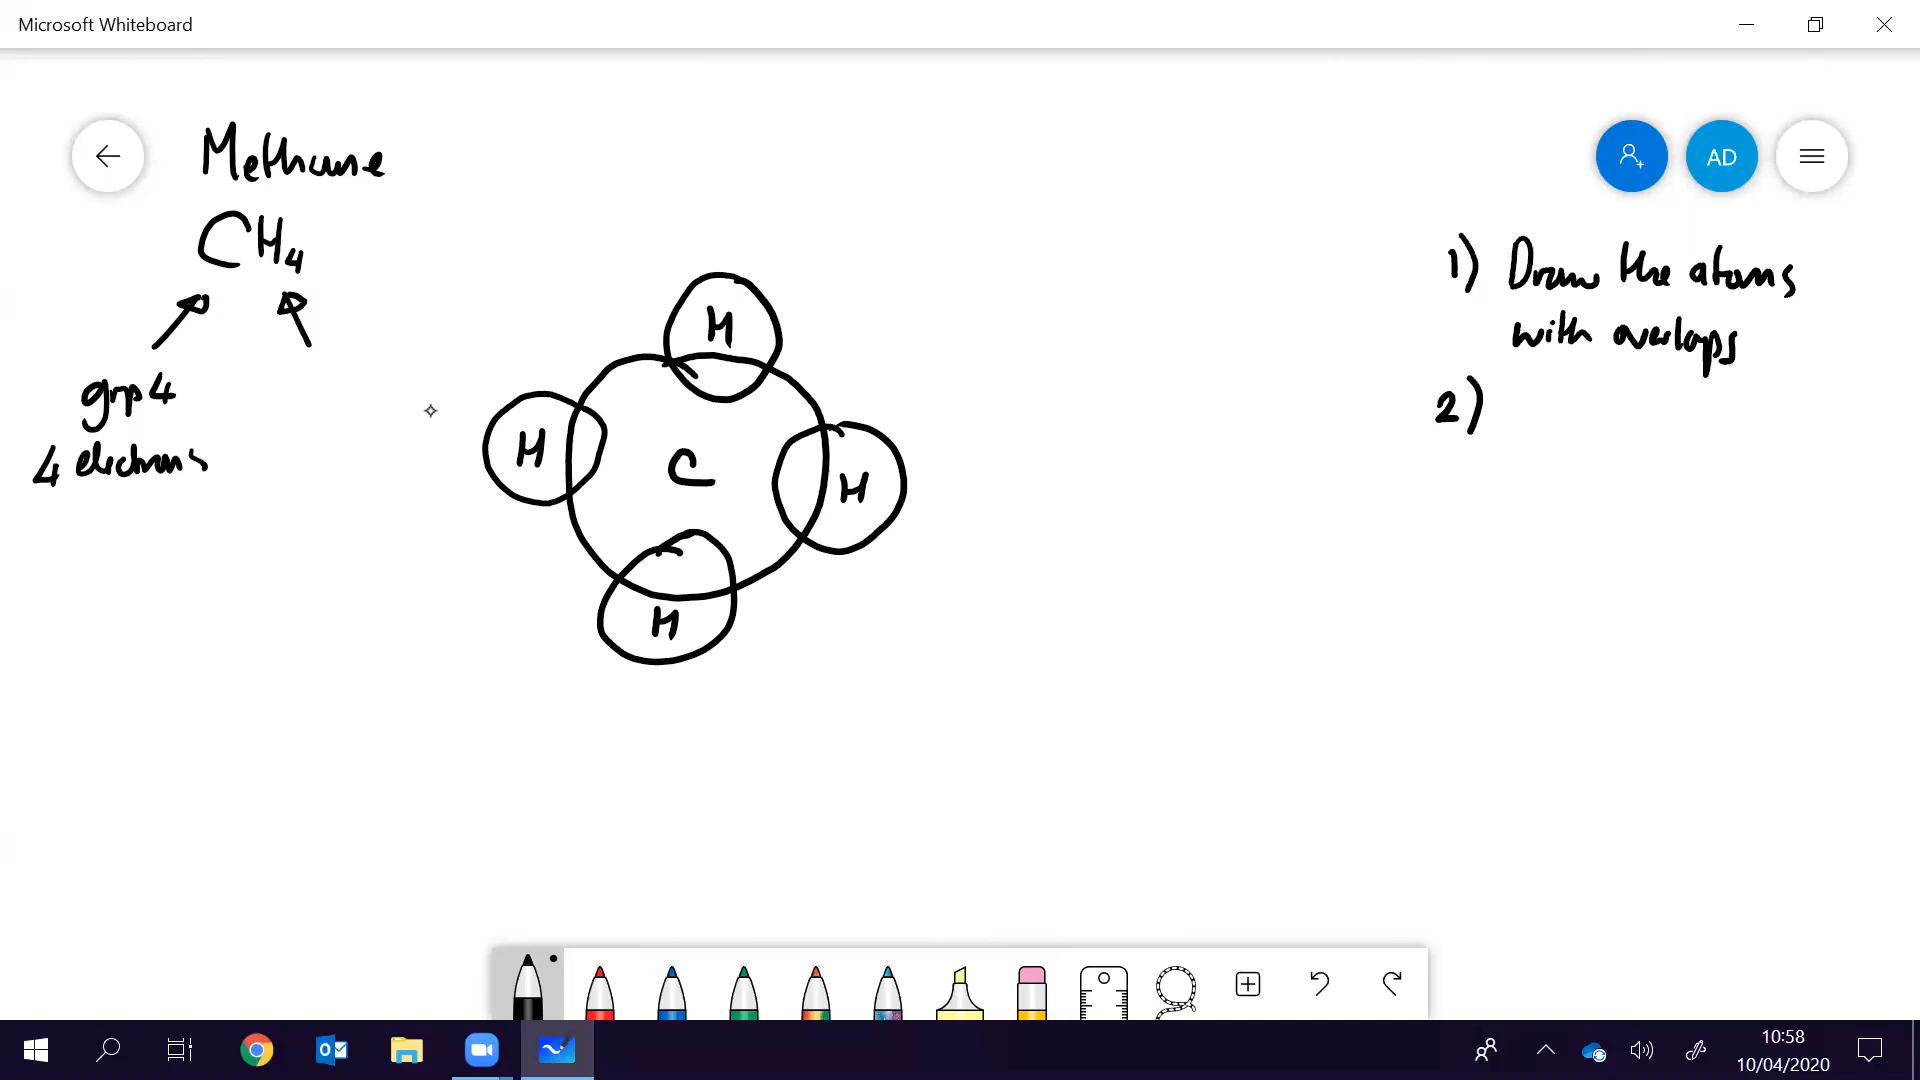 Microsoft Whiteboard
Methane
CH4
grp 4
4 electrons
H
H
C
H
H
AD
1) Draw the atoms
with overlaps
2)
10:58
10/04/2020